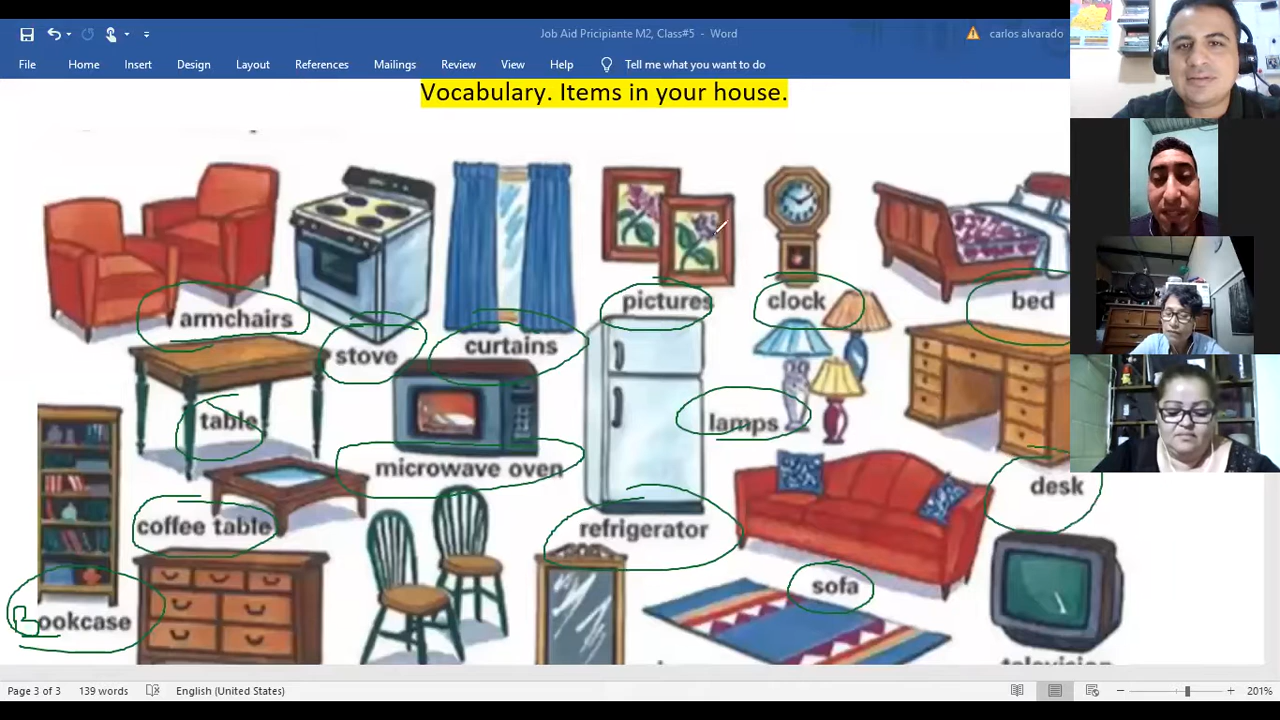 Job Aid Pricipiante M2, Class#5 - Word
carlos alvarado
File Home Insert Design Layout References Mailings Review View Help Tell me what you want to do
Vocabulary. Items in your house.
armchairs
stove
curtains
pictures
clock
bed
table
microwave oven
lamps
coffee table
refrigerator
desk
bookcase
sofa
television
Page 3 of 3 139 words English (United States) 201%